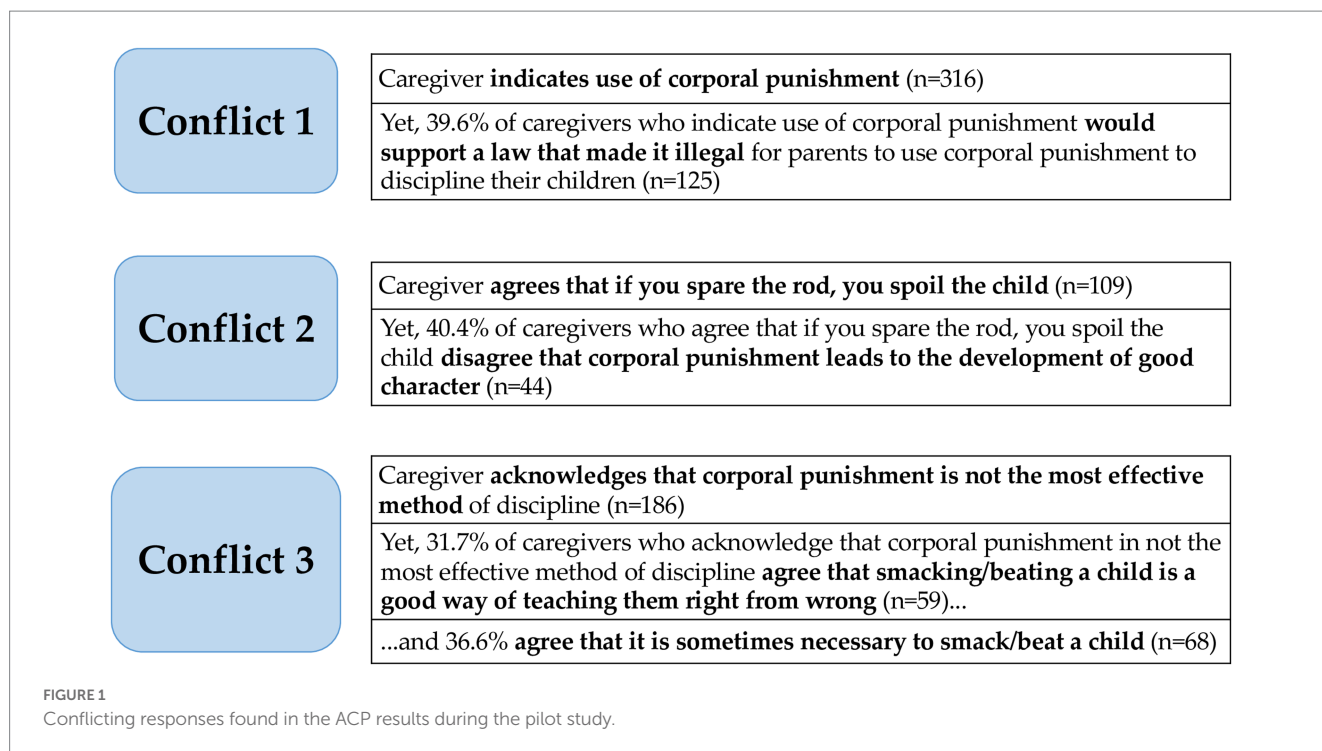 Conflict 1
Caregiver indicates use of corporal punishment (n=316)
Yet, 39.6% of caregivers who indicate use of corporal punishment would
support a law that made it illegal for parents to use corporal punishment to
discipline their children (n=125)
Conflict 2
Caregiver agrees that if you spare the rod, you spoil the child (n=109)
Yet, 40.4% of caregivers who agree that if you spare the rod, you spoil the
child disagree that corporal punishment leads to the development of good
character (n=44)
Conflict 3
Caregiver acknowledges that corporal punishment is not the most effective
method of discipline (n=186)
Yet, 31.7% of caregivers who acknowledge that corporal punishment in not the
most effective method of discipline agree that smacking/beating a child is a
good way of teaching them right from wrong (n=59)...
...and 36.6% agree that it is sometimes necessary to smack/beat a child (n=68)
FIGURE 1
Conflicting responses found in the ACP results during the pilot study.